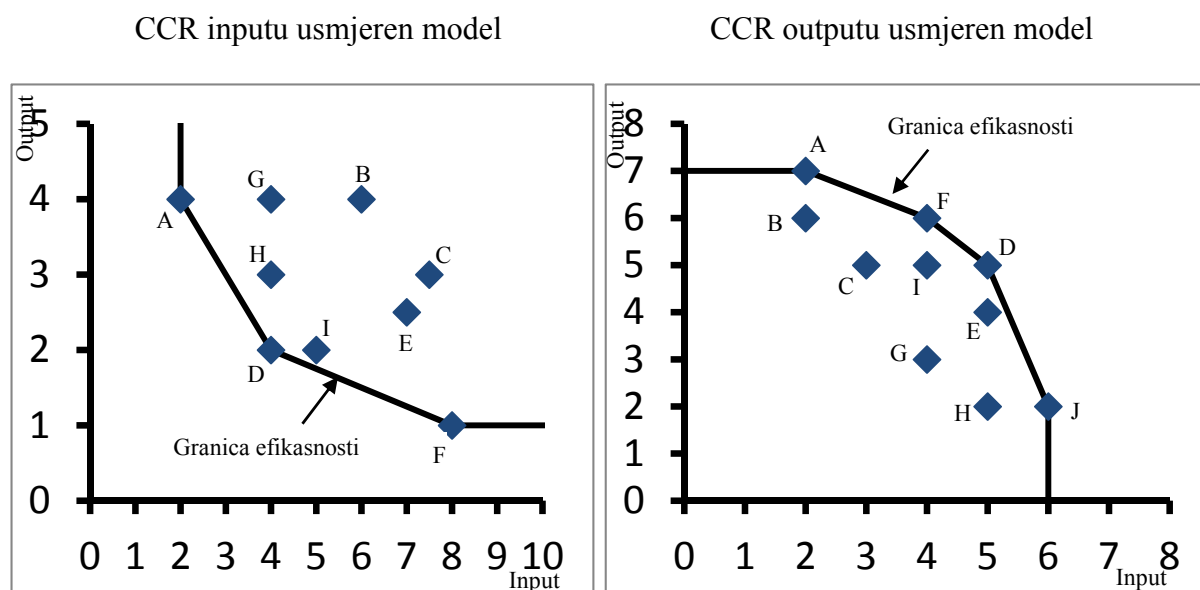 CCR inputu usmjeren model
Output
5
4
3
2
1
0
A
G
B
H
C
E
I
D
F
Granica efikasnosti
0 1 2 3 4 5 6 7 8 9 10
Input
CCR outputu usmjeren model
Output
8
7
6
5
4
3
2
1
0
Granica efikasnosti
A
F
B
D
C
I
E
G
H
J
0 1 2 3 4 5 6 7 8
Input